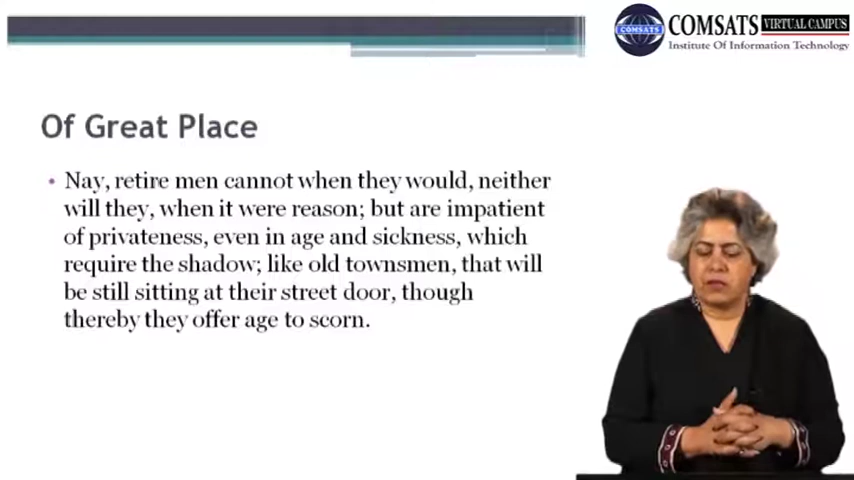 COMSATS VIRTUAL CAMPUS
COMSATS
Institute Of Information Technology
Of Great Place
• Nay, retire men cannot when they would, neither
will they, when it were reason; but are impatient
of privateness, even in age and sickness, which
require the shadow; like old townsmen, that will
be still sitting at their street door, though
thereby they offer age to scorn.